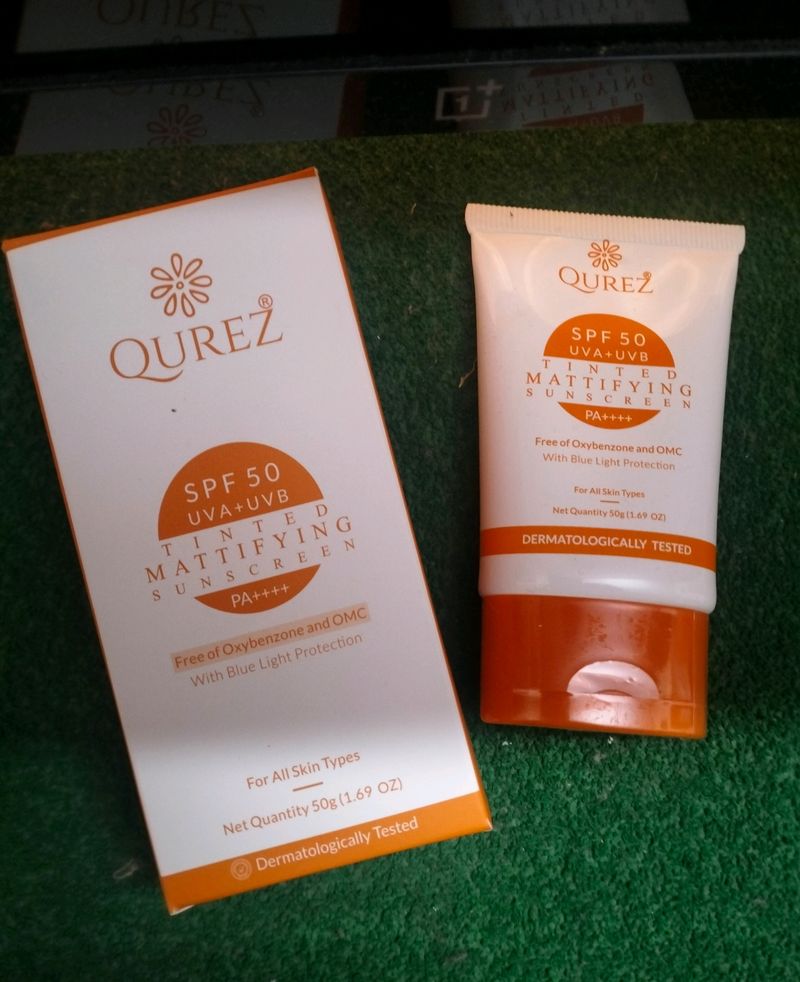 QUREZ®
SPF 50
UVA+UVB
TINTED
MATTIFYING
SUNSCREEN
PA++++
Free of Oxybenzone and OMC
With Blue Light Protection
For All Skin Types
Net Quantity 50g (1.69 OZ)
Dermatologically Tested
QUREZ®
SPF 50
UVA+UVB
TINTED
MATTIFYING
SUNSCREEN
PA++++
Free of Oxybenzone and OMC
With Blue Light Protection
For All Skin Types
Net Quantity 50g (1.69 OZ)
DERMATOLOGICALLY TESTED